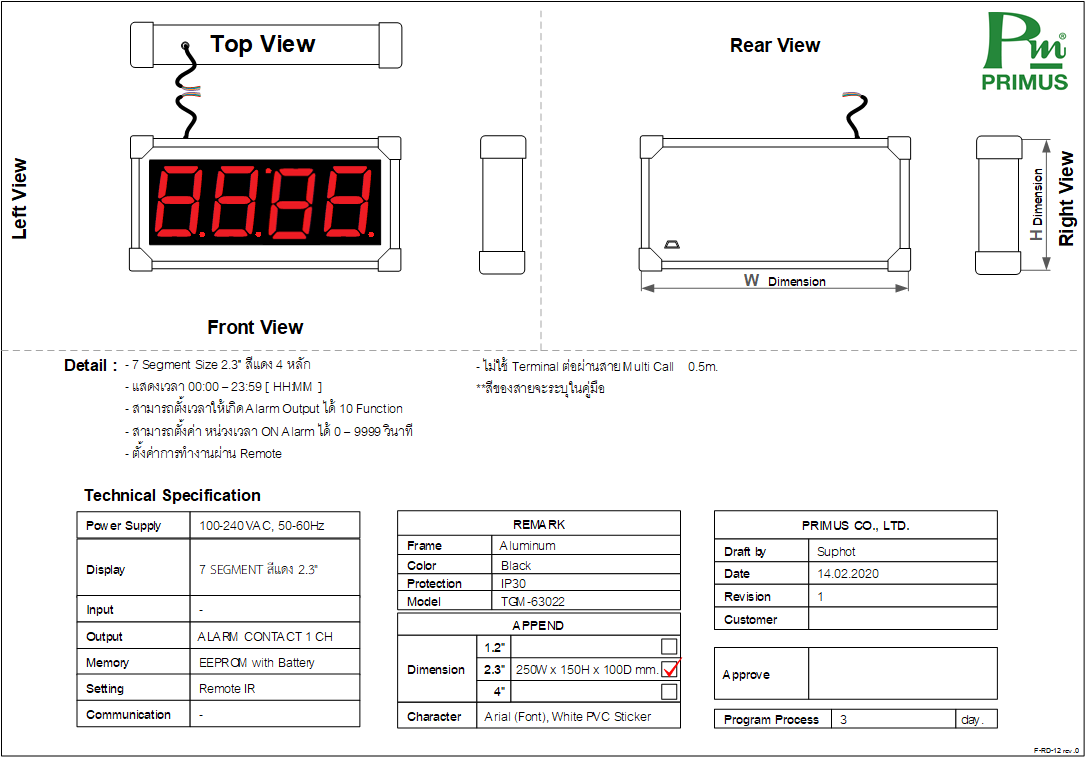 Top View
Rear View
Pm®
PRIMUS
Left View
H Dimension
Right View
W Dimension
Front View
Detail : - 7 Segment Size 2.3" สีแดง 4 หลัก
- แสดงเวลา 00:00 – 23:59 [ HH:MM ]
- สามารถตั้งเวลาให้เกิด Alarm Output ได้ 10 Function
- สามารถตั้งค่า หน่วงเวลา ON Alarm ได้ 0 – 9999 วินาที
- ตั้งค่าการทำงานผ่าน Remote
- ไม่ใช้ Terminal ต่อผ่านสาย Multi Call 0.5m.
**สีของสายจะระบุในคู่มือ
Technical Specification
Power Supply 100-240 VAC, 50-60Hz
Display 7 SEGMENT สีแดง 2.3"
Input -
Output ALARM CONTACT 1 CH
Memory EEPROM with Battery
Setting Remote IR
Communication -
REMARK
Frame Aluminum
Color Black
Protection IP30
Model TGM-63022
APPEND
Dimension
1.2"
2.3" 250W x 150H x 100D mm.
4"
Character Arial (Font), White PVC Sticker
PRIMUS CO., LTD.
Draft by Suphot
Date 14.02.2020
Revision 1
Customer
Approve
Program Process 3 day.
F-RD-12 rev.0